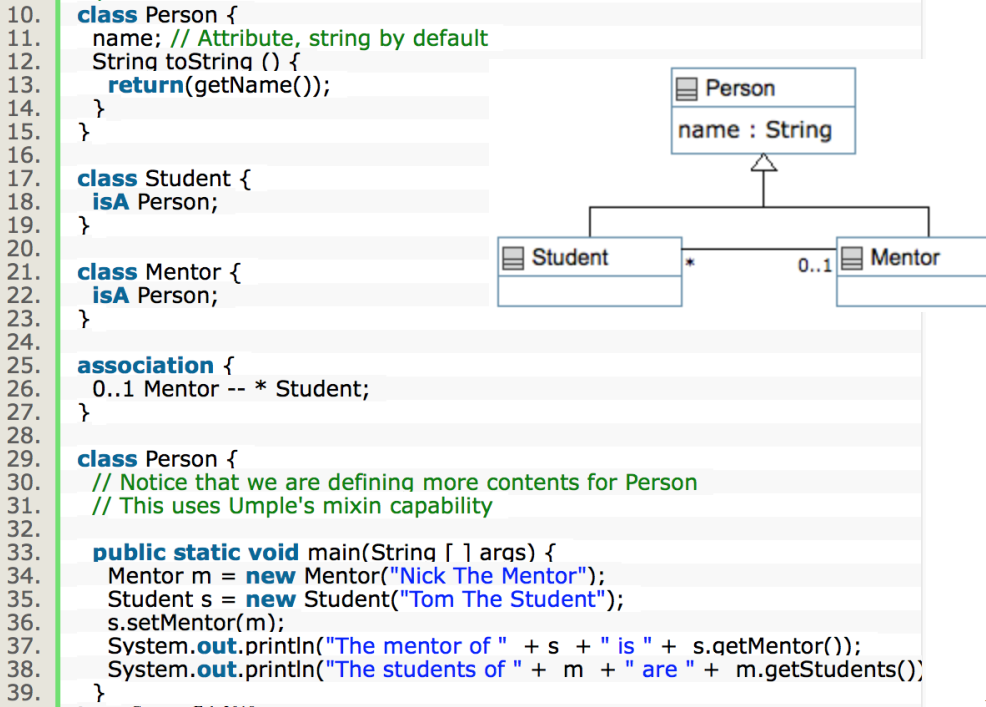 10. class Person {
11. name; // Attribute, string by default
12. String toString () {
13. return(getName());
14. }
15. }
16.
17. class Student {
18. isA Person;
19. }
20.
21. class Mentor {
22. isA Person;
23. }
24.
25. association {
26. 0..1 Mentor -- * Student;
27. }
28.
29. class Person {
30. // Notice that we are defining more contents for Person
31. // This uses Umple's mixin capability
32.
33. public static void main(String [ ] args) {
34. Mentor m = new Mentor("Nick The Mentor");
35. Student s = new Student("Tom The Student");
36. s.setMentor(m);
37. System.out.println("The mentor of " + s + " is " + s.getMentor());
38. System.out.println("The students of " + m + " are " + m.getStudents())
39. }
Person
name : String
Student
* 0..1
Mentor